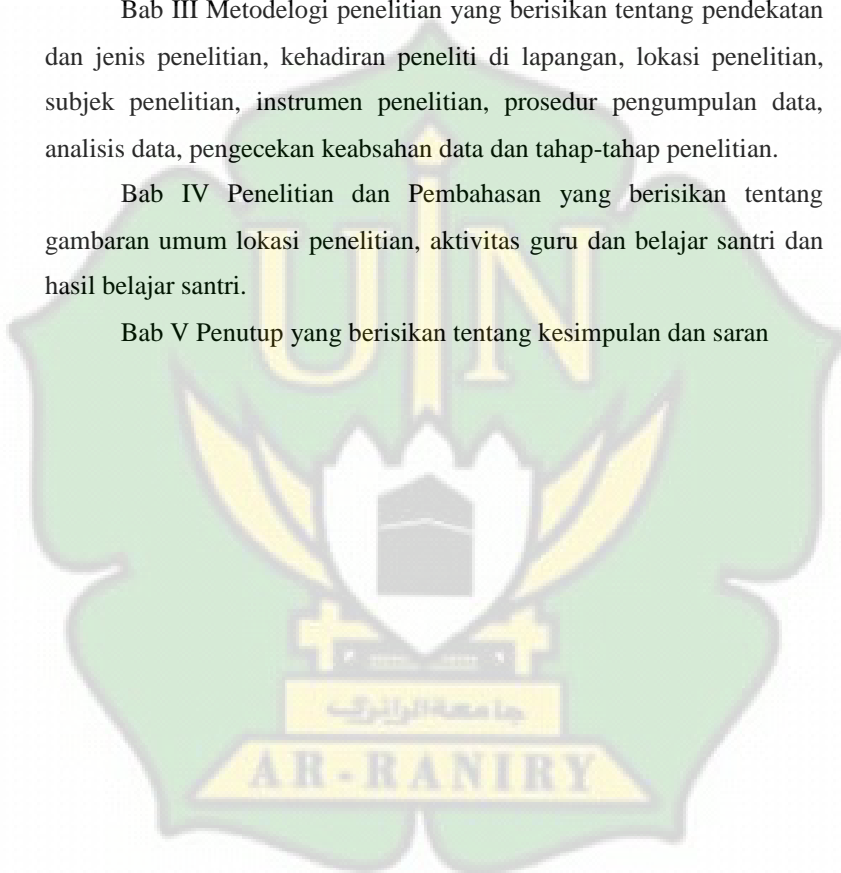 Bab III Metodelogi penelitian yang berisikan tentang pendekatan
dan jenis penelitian, kehadiran peneliti di lapangan, lokasi penelitian,
subjek penelitian, instrumen penelitian, prosedur pengumpulan data,
analisis data, pengecekan keabsahan data dan tahap-tahap penelitian.
Bab IV Penelitian dan Pembahasan yang berisikan tentang
gambaran umum lokasi penelitian, aktivitas guru dan belajar santri dan
hasil belajar santri.
Bab V Penutup yang berisikan tentang kesimpulan dan saran
UIN
جامعة الرانري
AR-RANIRY